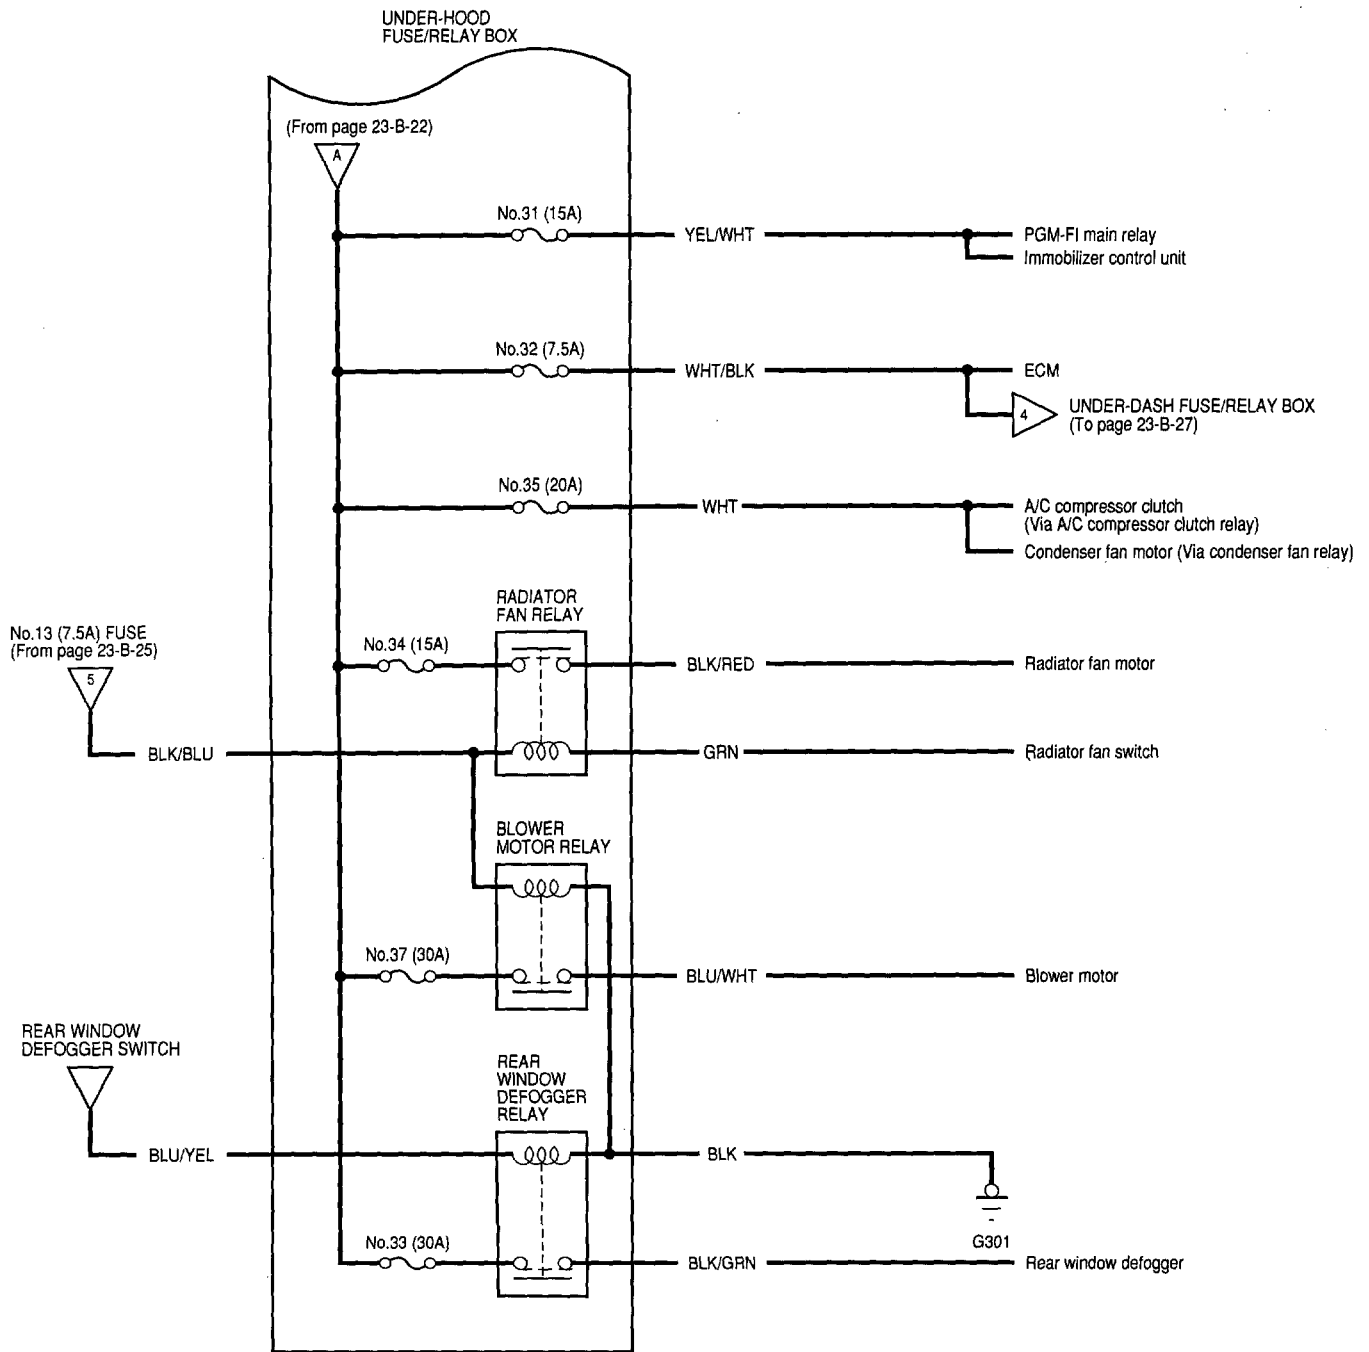 UNDER-HOOD
FUSE/RELAY BOX
(From page 23-B-22)
A
No.31 (15A)
YEL/WHT
PGM-FI main relay
Immobilizer control unit
No.32 (7.5A)
WHT/BLK
ECM
4
UNDER-DASH FUSE/RELAY BOX
(To page 23-B-27)
No.35 (20A)
WHT
A/C compressor clutch
(Via A/C compressor clutch relay)
Condenser fan motor (Via condenser fan relay)
RADIATOR
FAN RELAY
No.13 (7.5A) FUSE
(From page 23-B-25)
5
No.34 (15A)
BLK/RED
Radiator fan motor
BLK/BLU
GRN
Radiator fan switch
BLOWER
MOTOR RELAY
No.37 (30A)
BLU/WHT
Blower motor
REAR WINDOW
DEFOGGER SWITCH
REAR
WINDOW
DEFOGGER
RELAY
BLU/YEL
BLK
G301
No.33 (30A)
BLK/GRN
Rear window defogger